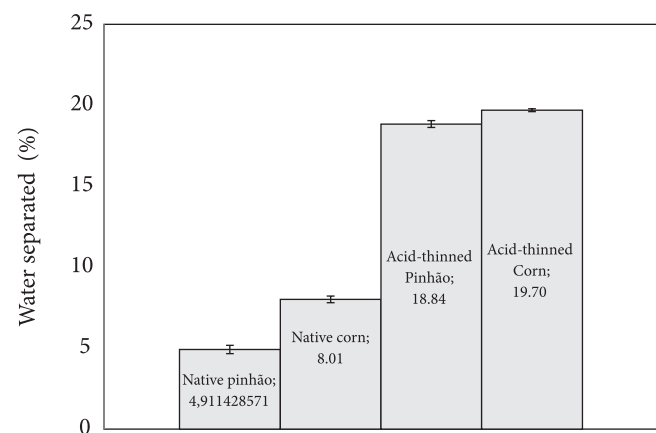 Water separated (%)
25
20
15
10
5
0
Native pinhão;
4,911428571
Native corn;
8.01
Acid-thinned
Pinhão;
18.84
Acid-thinned
Corn;
19.70